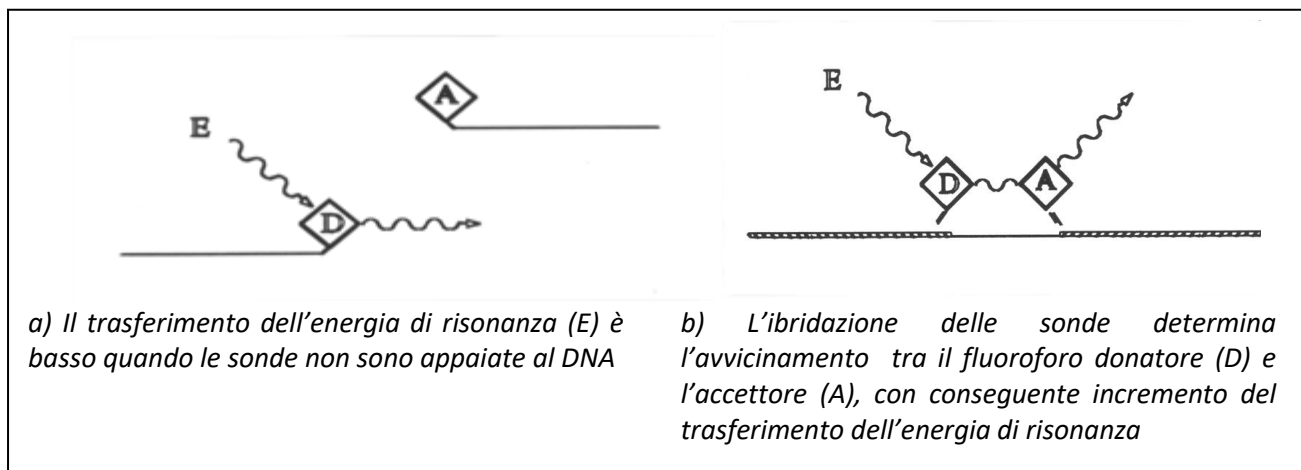 E
A
D
a) Il trasferimento dell’energia di risonanza (E) è
basso quando le sonde non sono appaiate al DNA
E
D
A
b) L’ibridazione delle sonde determina
l’avvicinamento tra il fluoroforo donatore (D) e
l’accettore (A), con conseguente incremento del
trasferimento dell’energia di risonanza